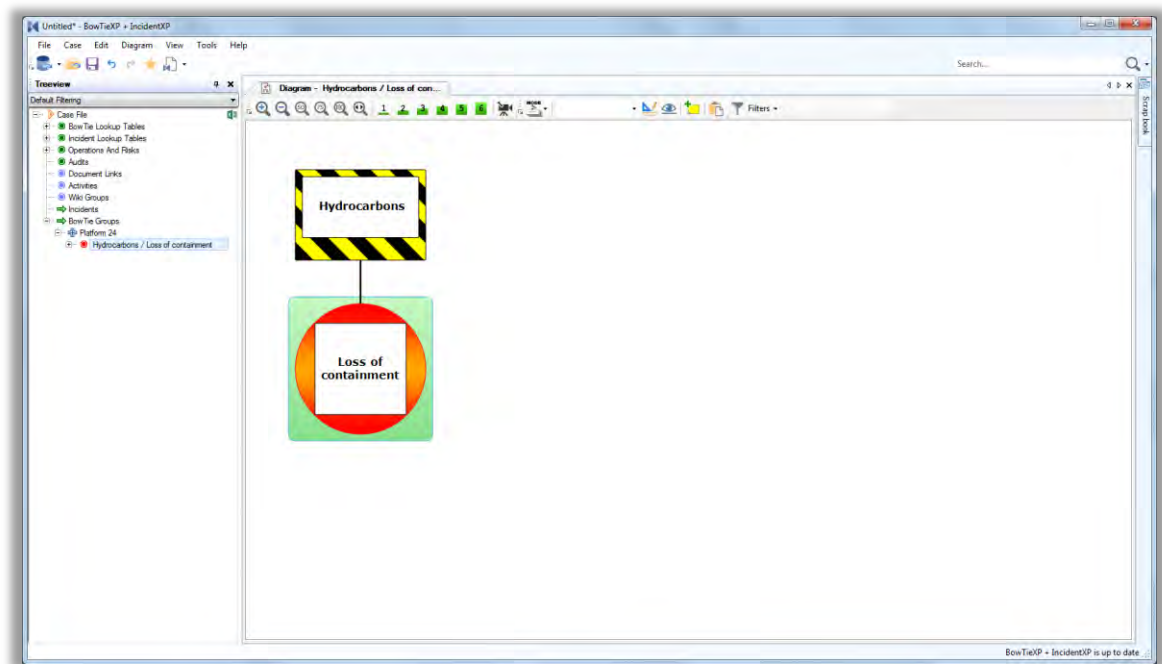 Untitled* - BowTieXP + IncidentXP
File Case Edit Diagram View Tools Help
Search...
Treeview
Default Filtering
Case File
BowTie Lookup Tables
Incident Lookup Tables
Operations And Risks
Audits
Document Links
Activities
Wiki Groups
Incidents
BowTie Groups
Platform 24
Hydrocarbons / Loss of containment
Diagram - Hydrocarbons / Loss of con...
1 2 3 4 5 6 Filters
Scrap book
Hydrocarbons
Loss of
containment
BowTieXP + IncidentXP is up to date